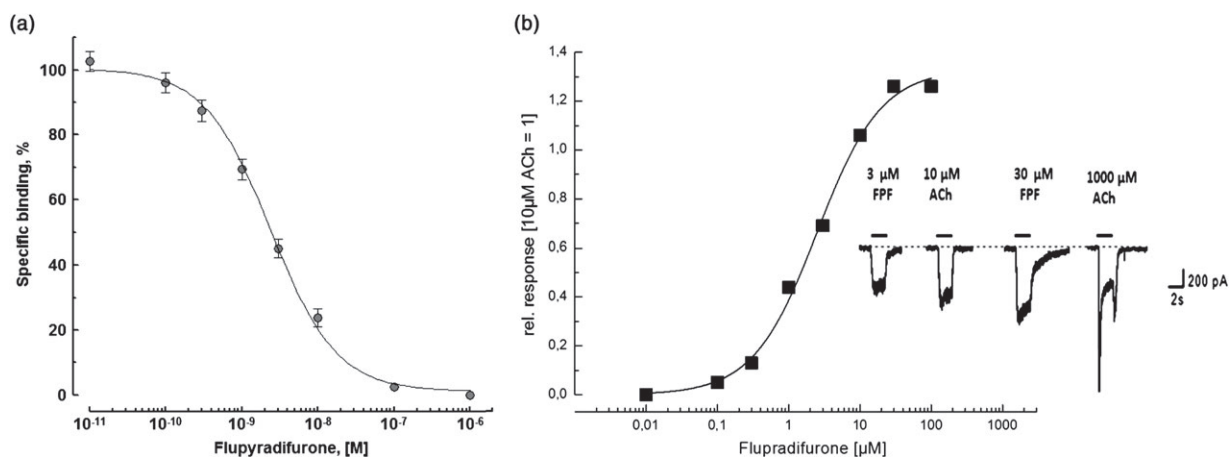 (a)
Specific binding, %
100
80
60
40
20
0
10-11 10-10 10-9 10-8 10-7 10-6
Flupyradifurone, [M]
(b)
rel. response [10µM ACh = 1]
1,4
1,2
1,0
0,8
0,6
0,4
0,2
0,0
0,01 0,1 1 10 100 1000
Flupradifurone [µM]
3 µM 10 µM 30 µM 1000 µM
FPF ACh FPF ACh
200 pA
2s